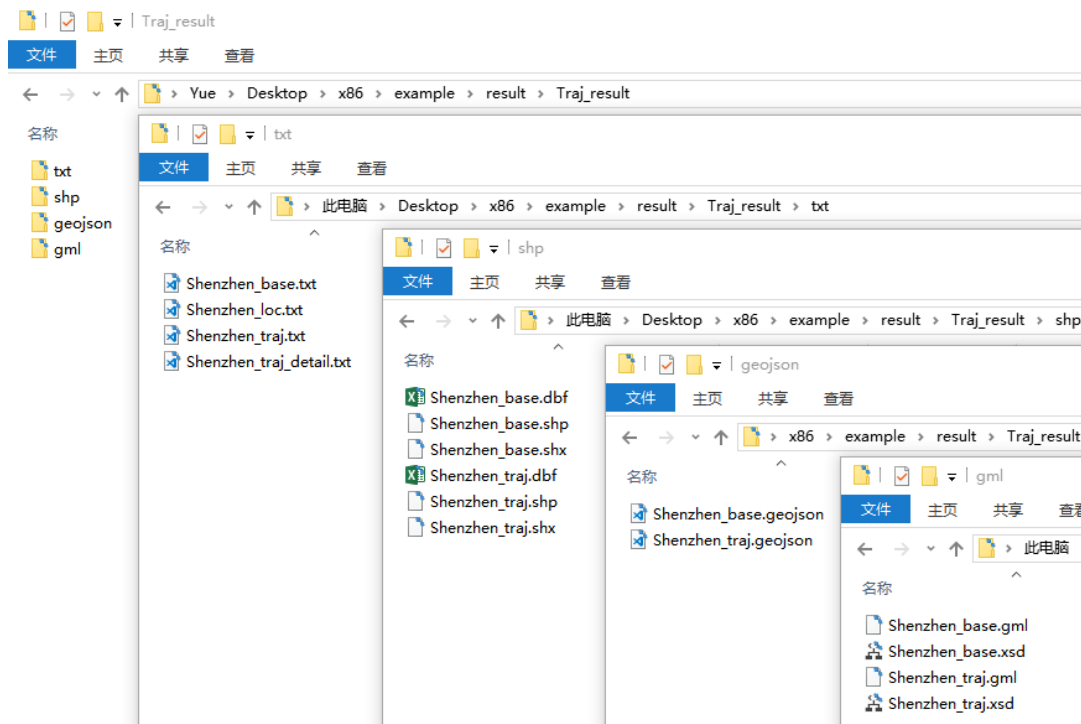 Traj_result
文件 主页 共享 查看
Yue Desktop x86 example result Traj_result
名称
txt
shp
geojson
gml
txt
文件 主页 共享 查看
此电脑 Desktop x86 example result Traj_result txt
名称
Shenzhen_base.txt
Shenzhen_loc.txt
Shenzhen_traj.txt
Shenzhen_traj_detail.txt
shp
文件 主页 共享 查看
此电脑 Desktop x86 example result Traj_result shp
名称
Shenzhen_base.dbf
Shenzhen_base.shp
Shenzhen_base.shx
Shenzhen_traj.dbf
Shenzhen_traj.shp
Shenzhen_traj.shx
geojson
文件 主页 共享 查看
x86 example result Traj_result
名称
Shenzhen_base.geojson
Shenzhen_traj.geojson
gml
文件 主页 共享 查看
此电脑
名称
Shenzhen_base.gml
Shenzhen_base.xsd
Shenzhen_traj.gml
Shenzhen_traj.xsd